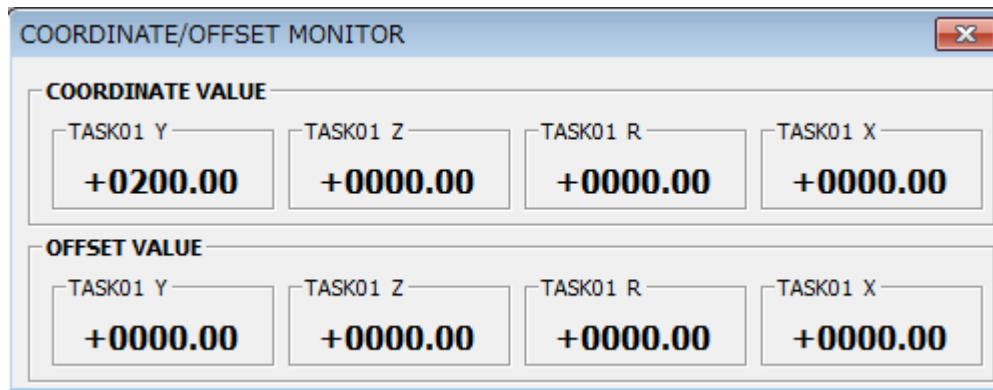 COORDINATE/OFFSET MONITOR
COORDINATE VALUE
TASK01 Y TASK01 Z TASK01 R TASK01 X
+0200.00 +0000.00 +0000.00 +0000.00
OFFSET VALUE
TASK01 Y TASK01 Z TASK01 R TASK01 X
+0000.00 +0000.00 +0000.00 +0000.00